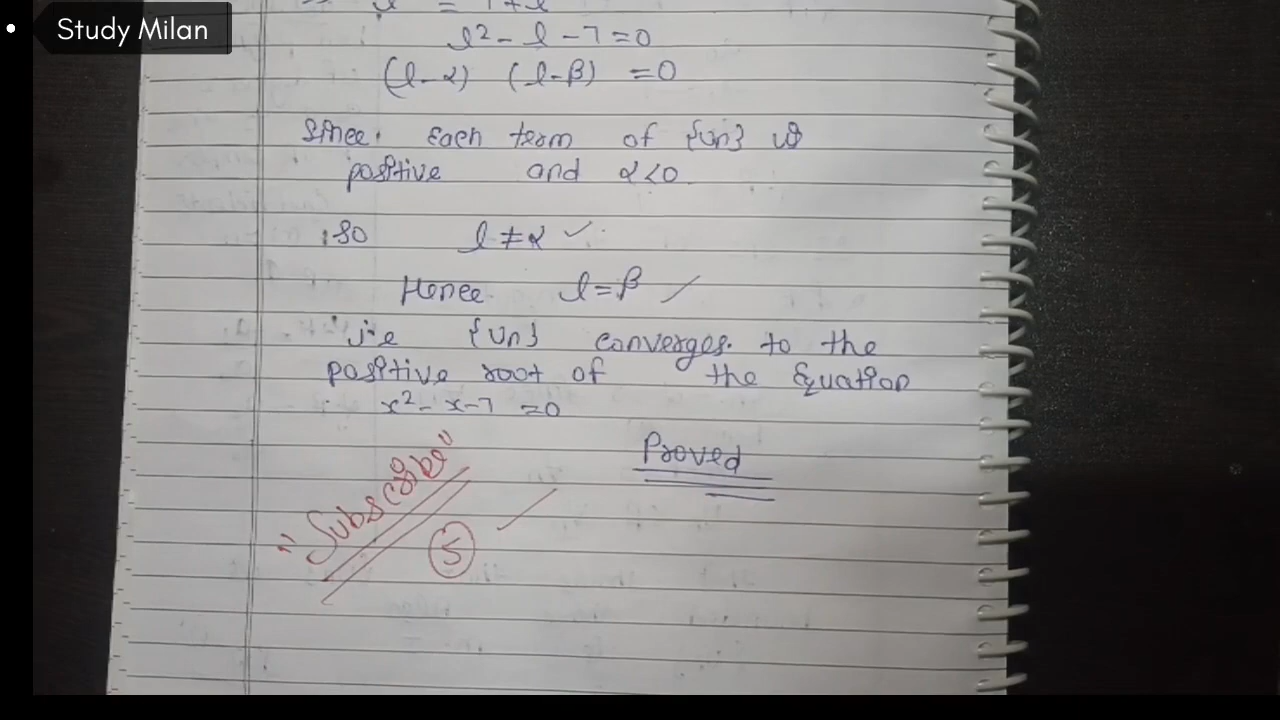 Study Milan
l² - l - 7 = 0
(l-α) (l-β) = 0
Since. Each term of {Un} is
positive and α<0
So l ≠ α ✓
Hence l = β
i.e {Un} converges. to the
positive root of the Equation
x² - x - 7 = 0
Proved
"Subscribe"
5